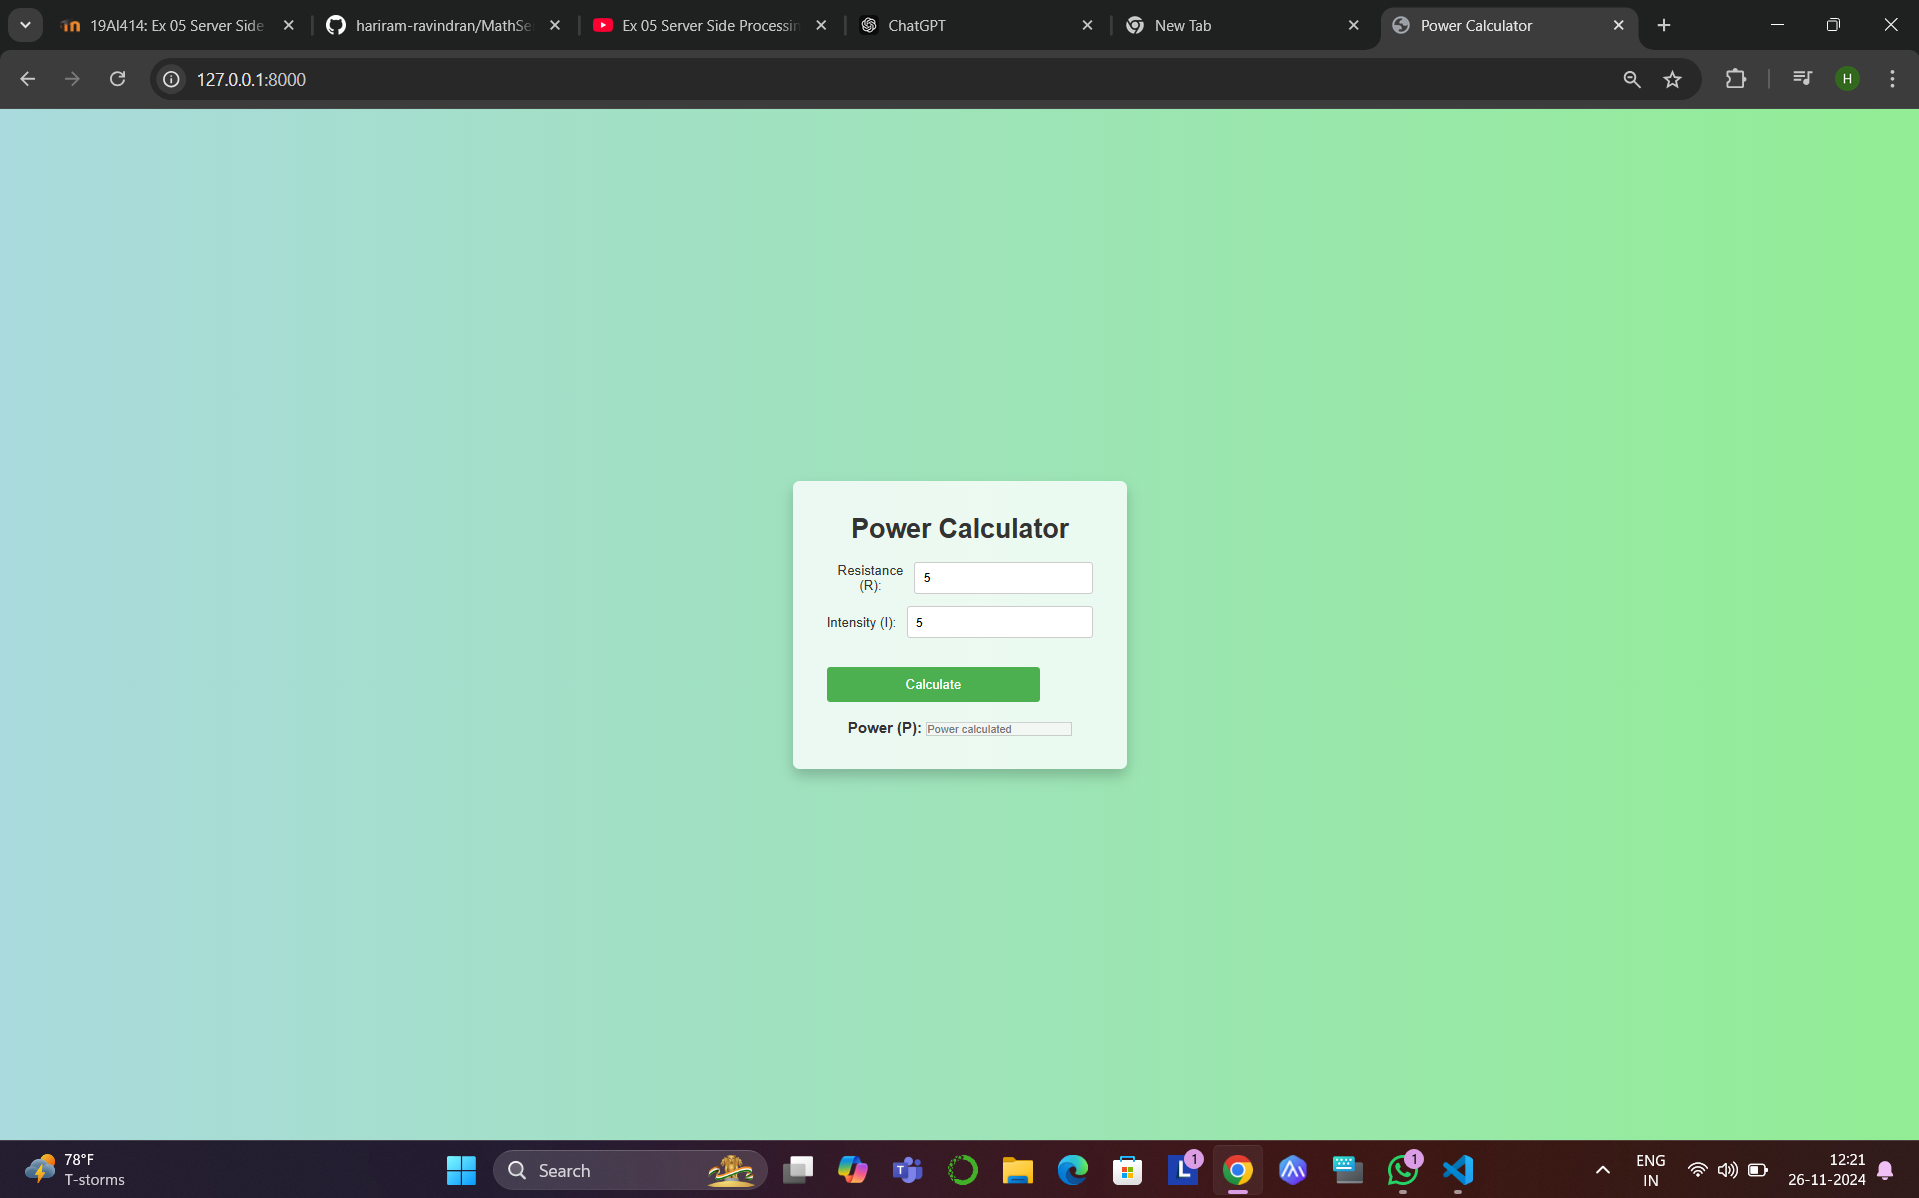 19AI414: Ex 05 Server Side
hariram-ravindran/MathSe
Ex 05 Server Side Processin
ChatGPT
New Tab
Power Calculator
127.0.0.1:8000
H
Power Calculator
Resistance
(R):
5
Intensity (I):
5
Calculate
Power (P):
Power calculated
78°F
T-storms
Search
T
L
1
1
ENG
IN
12:21
26-11-2024